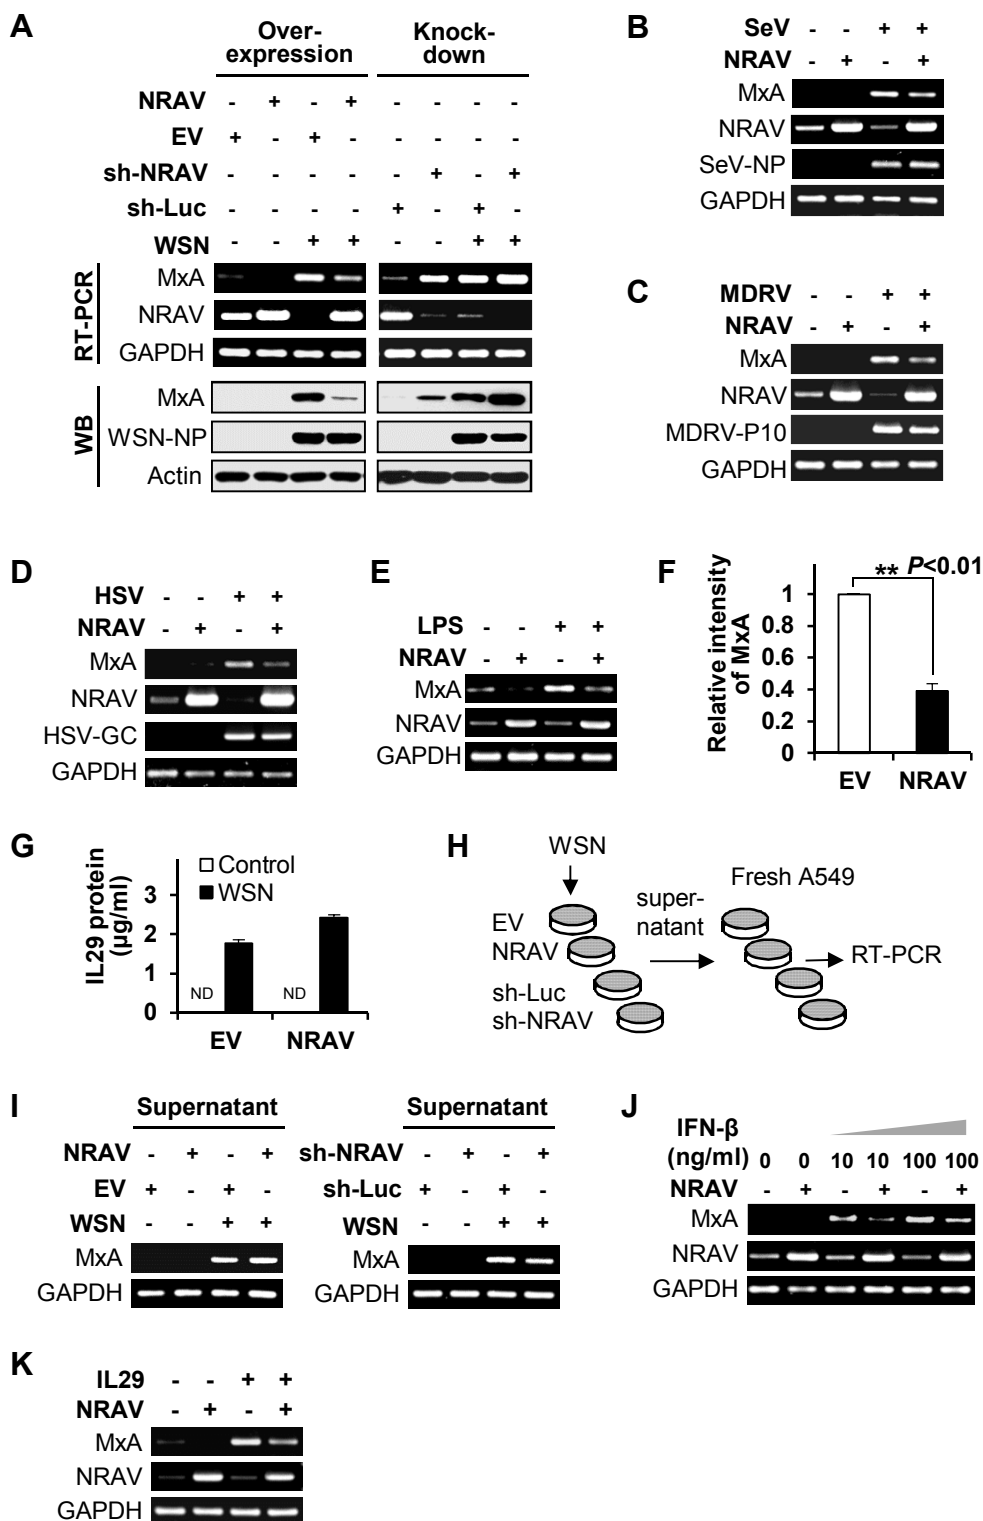 A
Over-
expression
Knock-
down
NRAV - + - + - - - -
EV + - + - - - - -
sh-NRAV - - - - - + - +
sh-Luc - - - - + - + -
WSN - - + + - - + +
RT-PCR
MxA
NRAV
GAPDH
WB
MxA
WSN-NP
Actin
B
SeV - - + +
NRAV - + - +
MxA
NRAV
SeV-NP
GAPDH
C
MDRV - - + +
NRAV - + - +
MxA
NRAV
MDRV-P10
GAPDH
D
HSV - - + +
NRAV - + - +
MxA
NRAV
HSV-GC
GAPDH
E
LPS - - + +
NRAV - + - +
MxA
NRAV
GAPDH
F
Relative intensity
of MxA
** P<0.01
1
0.8
0.6
0.4
0.2
0
EV NRAV
G
IL29 protein
(μg/ml)
Control
WSN
3
2
1
0
ND ND
EV NRAV
H
WSN
EV
NRAV
sh-Luc
sh-NRAV
super-
natant
Fresh A549
RT-PCR
I
Supernatant
NRAV - + - +
EV + - + -
WSN - - + +
MxA
GAPDH
Supernatant
sh-NRAV - + - +
sh-Luc + - + -
WSN - - + +
MxA
GAPDH
J
IFN-β
(ng/ml) 0 0 10 10 100 100
NRAV - + - + - +
MxA
NRAV
GAPDH
K
IL29 - - + +
NRAV - + - +
MxA
NRAV
GAPDH